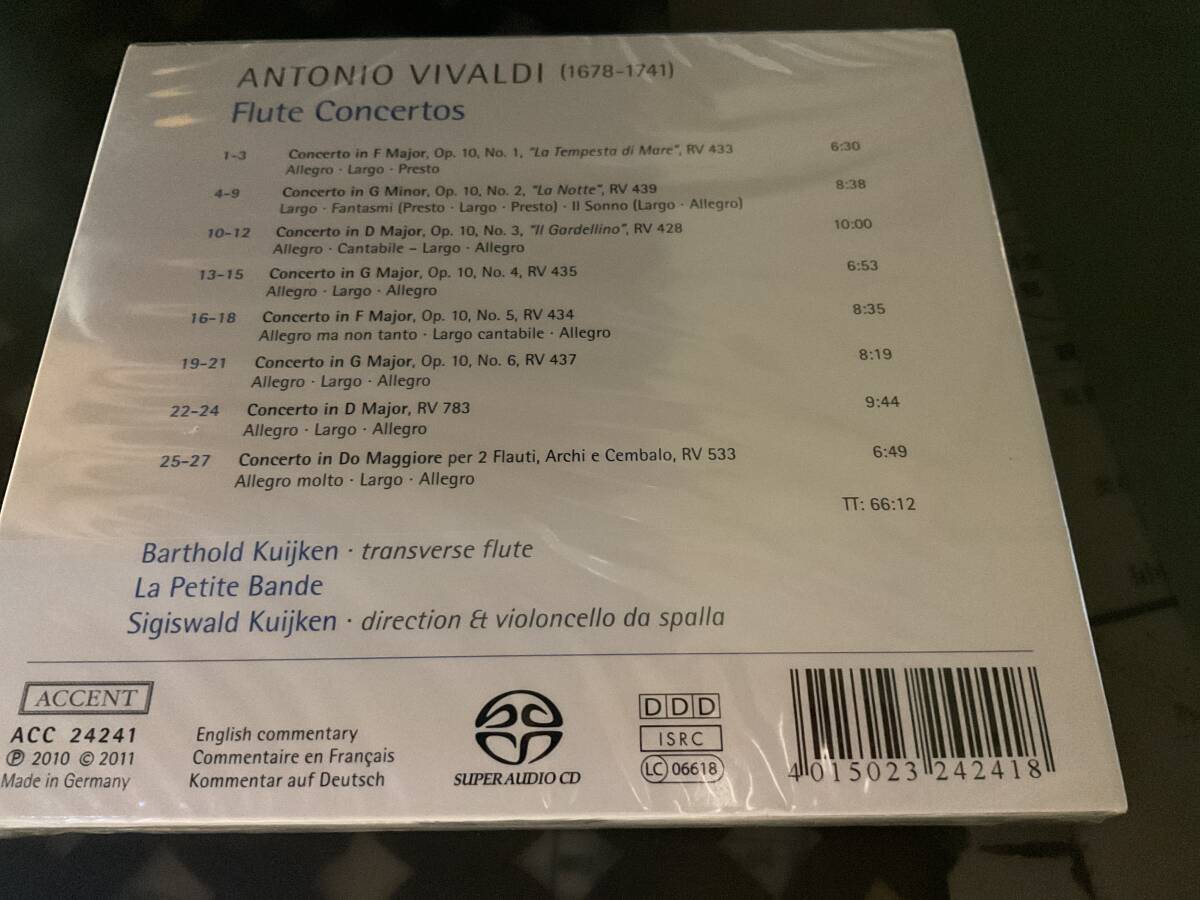 ANTONIO VIVALDI (1678-1741)
Flute Concertos
1-3 Concerto in F Major, Op. 10, No. 1, "La Tempesta di Mare", RV 433 6:30
Allegro · Largo · Presto
4-9 Concerto in G Minor, Op. 10, No. 2, "La Notte", RV 439 8:38
Largo · Fantasmi (Presto · Largo · Presto) · Il Sonno (Largo · Allegro)
10-12 Concerto in D Major, Op. 10, No. 3, "Il Gardellino", RV 428 10:00
Allegro · Cantabile – Largo · Allegro
13-15 Concerto in G Major, Op. 10, No. 4, RV 435 6:53
Allegro · Largo · Allegro
16-18 Concerto in F Major, Op. 10, No. 5, RV 434 8:35
Allegro ma non tanto · Largo cantabile · Allegro
19-21 Concerto in G Major, Op. 10, No. 6, RV 437 8:19
Allegro · Largo · Allegro
22-24 Concerto in D Major, RV 783 9:44
Allegro · Largo · Allegro
25-27 Concerto in Do Maggiore per 2 Flauti, Archi e Cembalo, RV 533 6:49
Allegro molto · Largo · Allegro
TT: 66:12
Barthold Kuijken · transverse flute
La Petite Bande
Sigiswald Kuijken · direction & violoncello da spalla
ACCENT
ACC 24241
℗ 2010 © 2011
Made in Germany
English commentary
Commentaire en Français
Kommentar auf Deutsch
SUPER AUDIO CD
DDD
ISRC
LC 06618
4 015023 242418